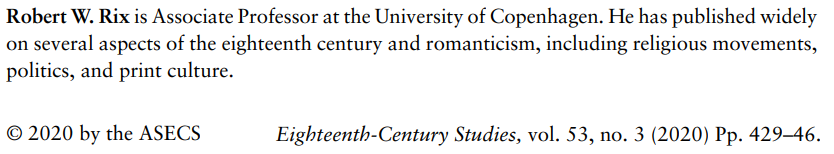 Robert W. Rix is Associate Professor at the University of Copenhagen. He has published widely
on several aspects of the eighteenth century and romanticism, including religious movements,
politics, and print culture.
© 2020 by the ASECS Eighteenth-Century Studies, vol. 53, no. 3 (2020) Pp. 429–46.